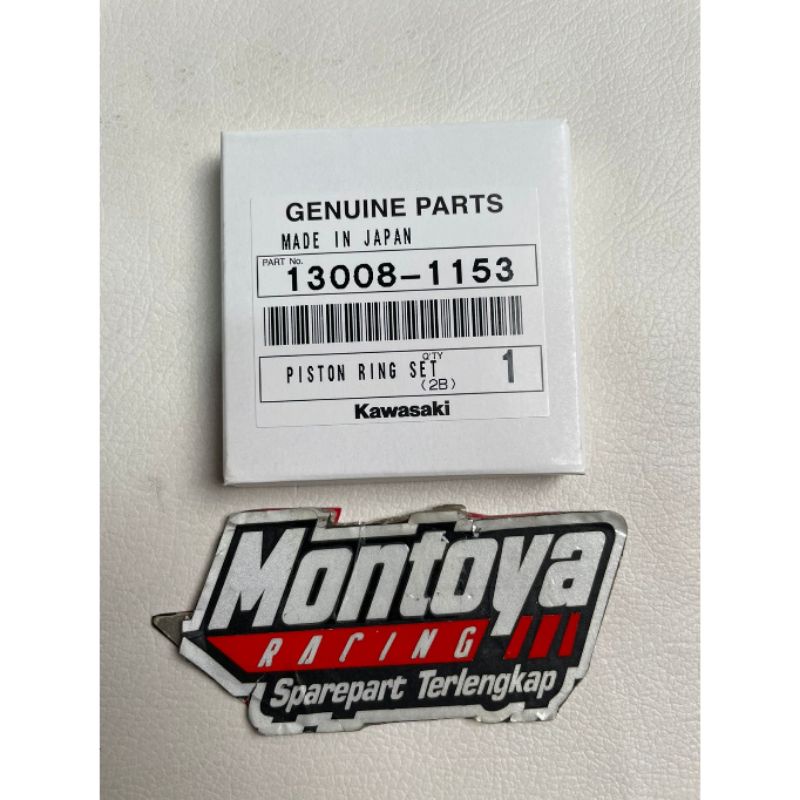 GENUINE PARTS
MADE IN JAPAN
PART No.
13008-1153
PISTON RING SET
Q'TY
1
(2B)
Kawasaki
Montoya
RACING
Sparepart Terlengkap